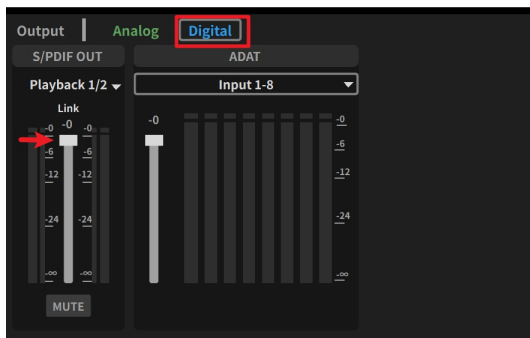 Output Analog Digital
S/PDIF OUT ADAT
Playback 1/2 Input 1-8
Link
-0 -0 -0 -0 -0
-6 -6 -6
-12 -12 -12
-24 -24 -24
-∞ -∞ -∞
MUTE